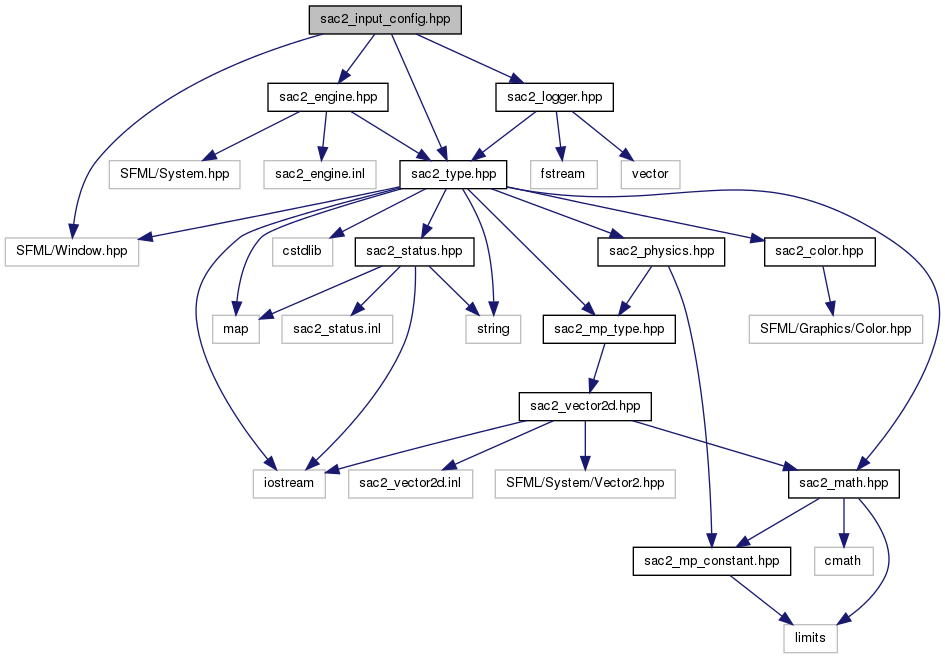 sac2_input_config.hpp
sac2_engine.hpp
sac2_logger.hpp
SFML/System.hpp
sac2_engine.inl
sac2_type.hpp
fstream
vector
SFML/Window.hpp
cstdlib
sac2_status.hpp
sac2_physics.hpp
sac2_color.hpp
map
sac2_status.inl
string
sac2_mp_type.hpp
SFML/Graphics/Color.hpp
sac2_vector2d.hpp
iostream
sac2_vector2d.inl
SFML/System/Vector2.hpp
sac2_math.hpp
sac2_mp_constant.hpp
cmath
limits